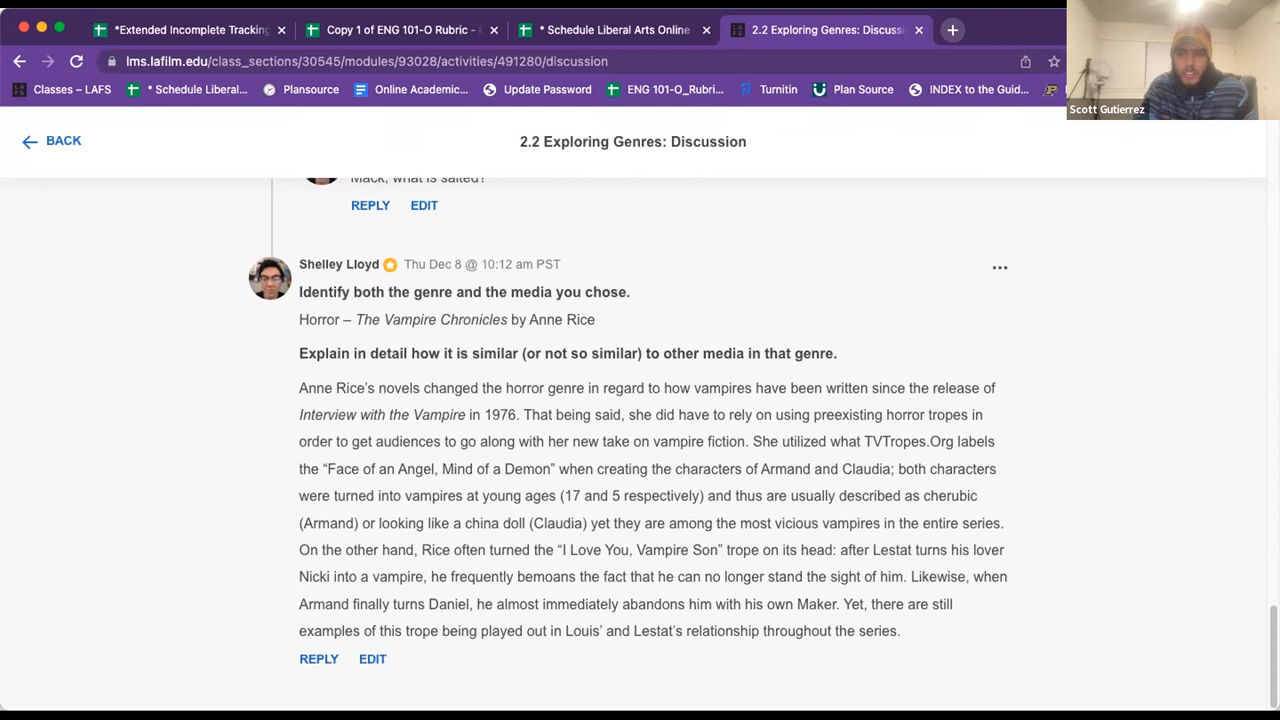 *Extended Incomplete Tracking
Copy 1 of ENG 101-O Rubric - G
* Schedule Liberal Arts Online
2.2 Exploring Genres: Discussi
lms.lafilm.edu/class_sections/30545/modules/93028/activities/491280/discussion
Classes – LAFS
* Schedule Liberal...
Plansource
Online Academic...
Update Password
ENG 101-O_Rubri...
Turnitin
Plan Source
INDEX to the Guid...
Scott Gutierrez
BACK
2.2 Exploring Genres: Discussion
Mack, what is salted?
REPLY EDIT
Shelley Lloyd Thu Dec 8 @ 10:12 am PST
Identify both the genre and the media you chose.
Horror – The Vampire Chronicles by Anne Rice
Explain in detail how it is similar (or not so similar) to other media in that genre.
Anne Rice’s novels changed the horror genre in regard to how vampires have been written since the release of
Interview with the Vampire in 1976. That being said, she did have to rely on using preexisting horror tropes in
order to get audiences to go along with her new take on vampire fiction. She utilized what TVTropes.Org labels
the “Face of an Angel, Mind of a Demon” when creating the characters of Armand and Claudia; both characters
were turned into vampires at young ages (17 and 5 respectively) and thus are usually described as cherubic
(Armand) or looking like a china doll (Claudia) yet they are among the most vicious vampires in the entire series.
On the other hand, Rice often turned the “I Love You, Vampire Son” trope on its head: after Lestat turns his lover
Nicki into a vampire, he frequently bemoans the fact that he can no longer stand the sight of him. Likewise, when
Armand finally turns Daniel, he almost immediately abandons him with his own Maker. Yet, there are still
examples of this trope being played out in Louis’ and Lestat’s relationship throughout the series.
REPLY EDIT